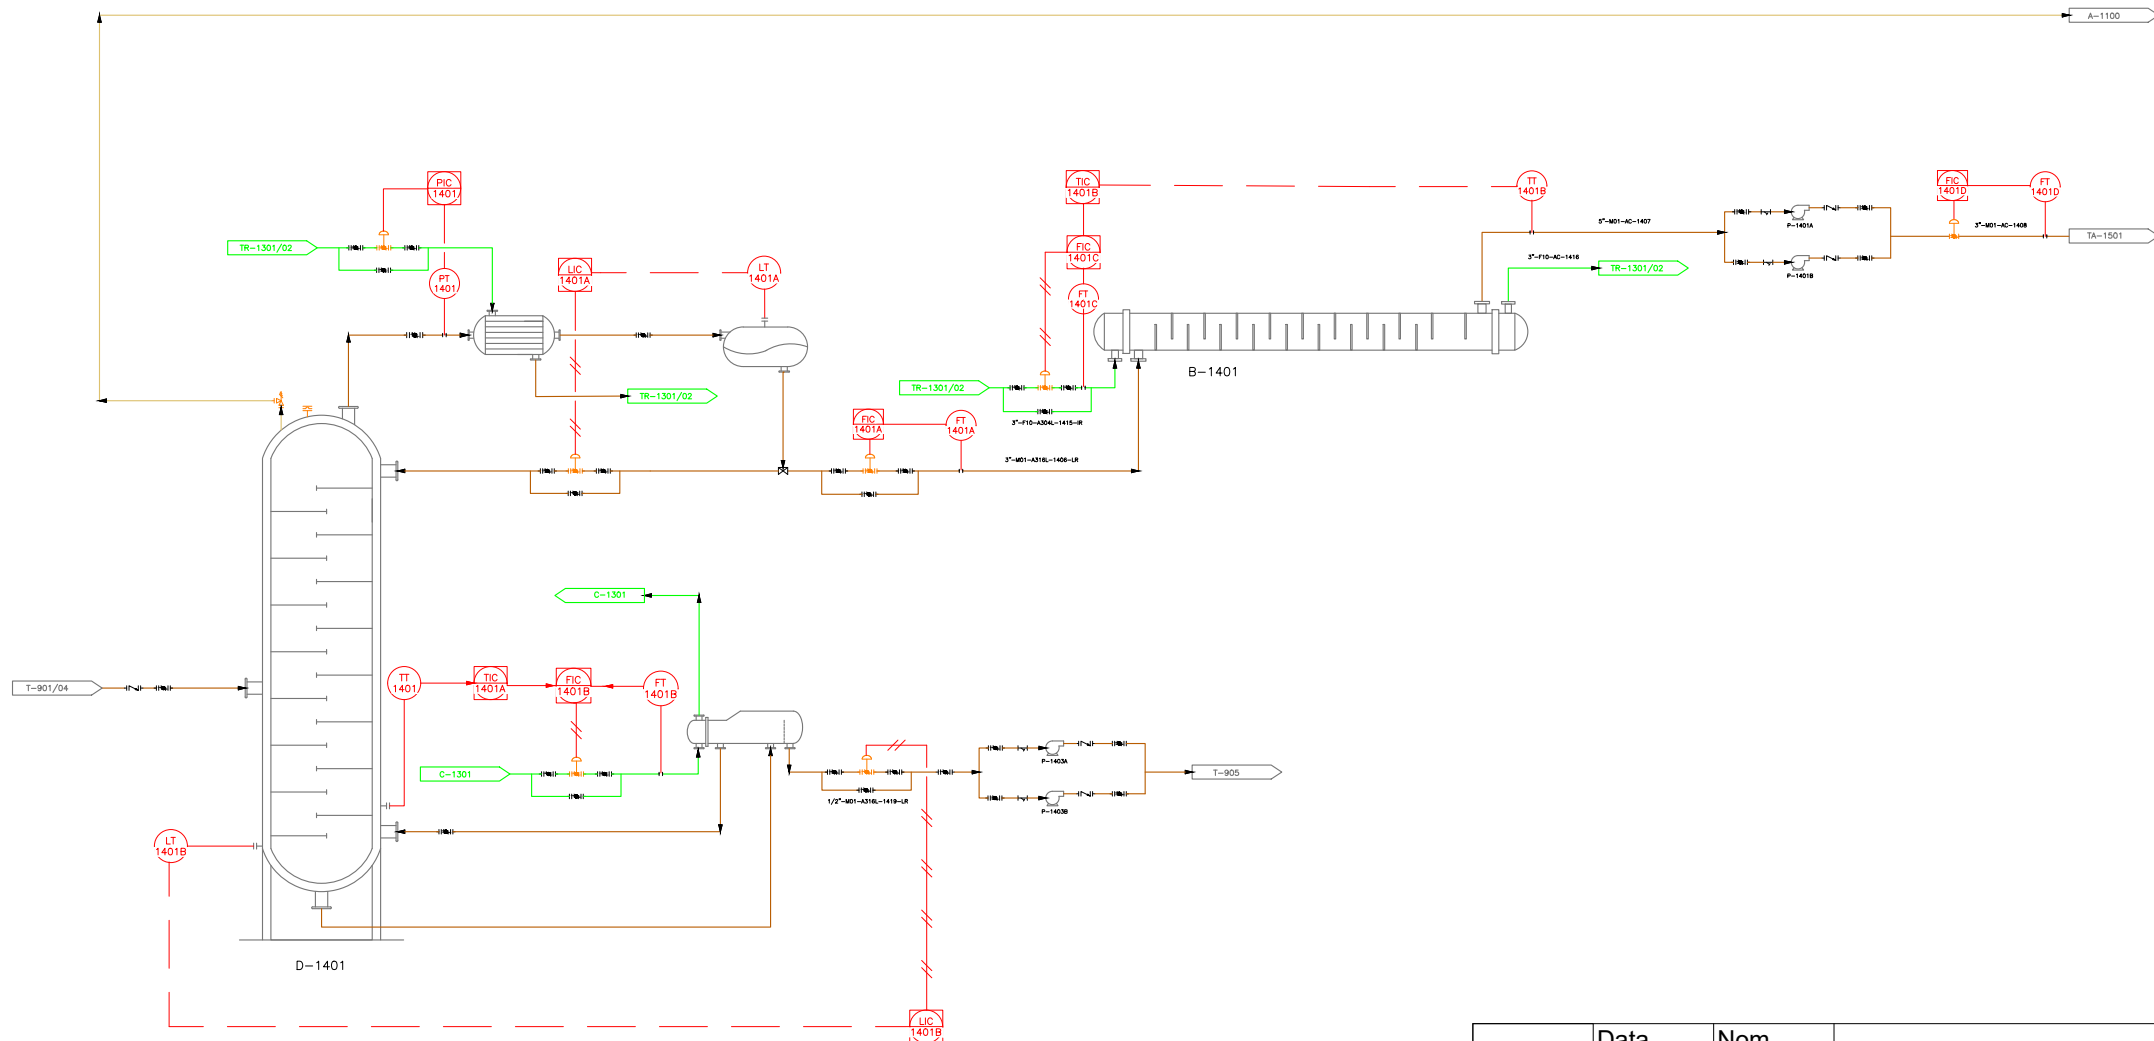 A-1100
PIC
1401
TIC
1401B
TT
1401B
FIC
1401D
FT
1401D
5"-M01-AC-1407
P-1401A
3"-M01-AC-1408
TA-1501
TR-1301/02
FIC
1401C
3"-F10-AC-1416
TR-1301/02
P-1401B
LIC
1401A
LT
1401A
PT
1401
FT
1401C
B-1401
TR-1301/02
TR-1301/02
FIC
1401A
FT
1401A
3"-F10-A304L-1415-IR
3"-M01-A316L-1406-LR
C-1301
T-901/04
TT
1401
TIC
1401A
FIC
1401B
FT
1401B
C-1301
P-1403A
T-905
1/2"-M01-A316L-1419-LR
P-1403B
LT
1401B
D-1401
LIC
1401B
Data
Nom